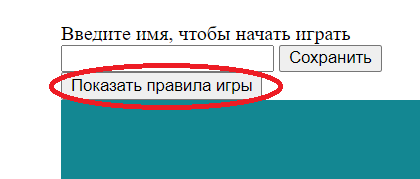 Введите имя, чтобы начать играть
Сохранить
Показать правила игры